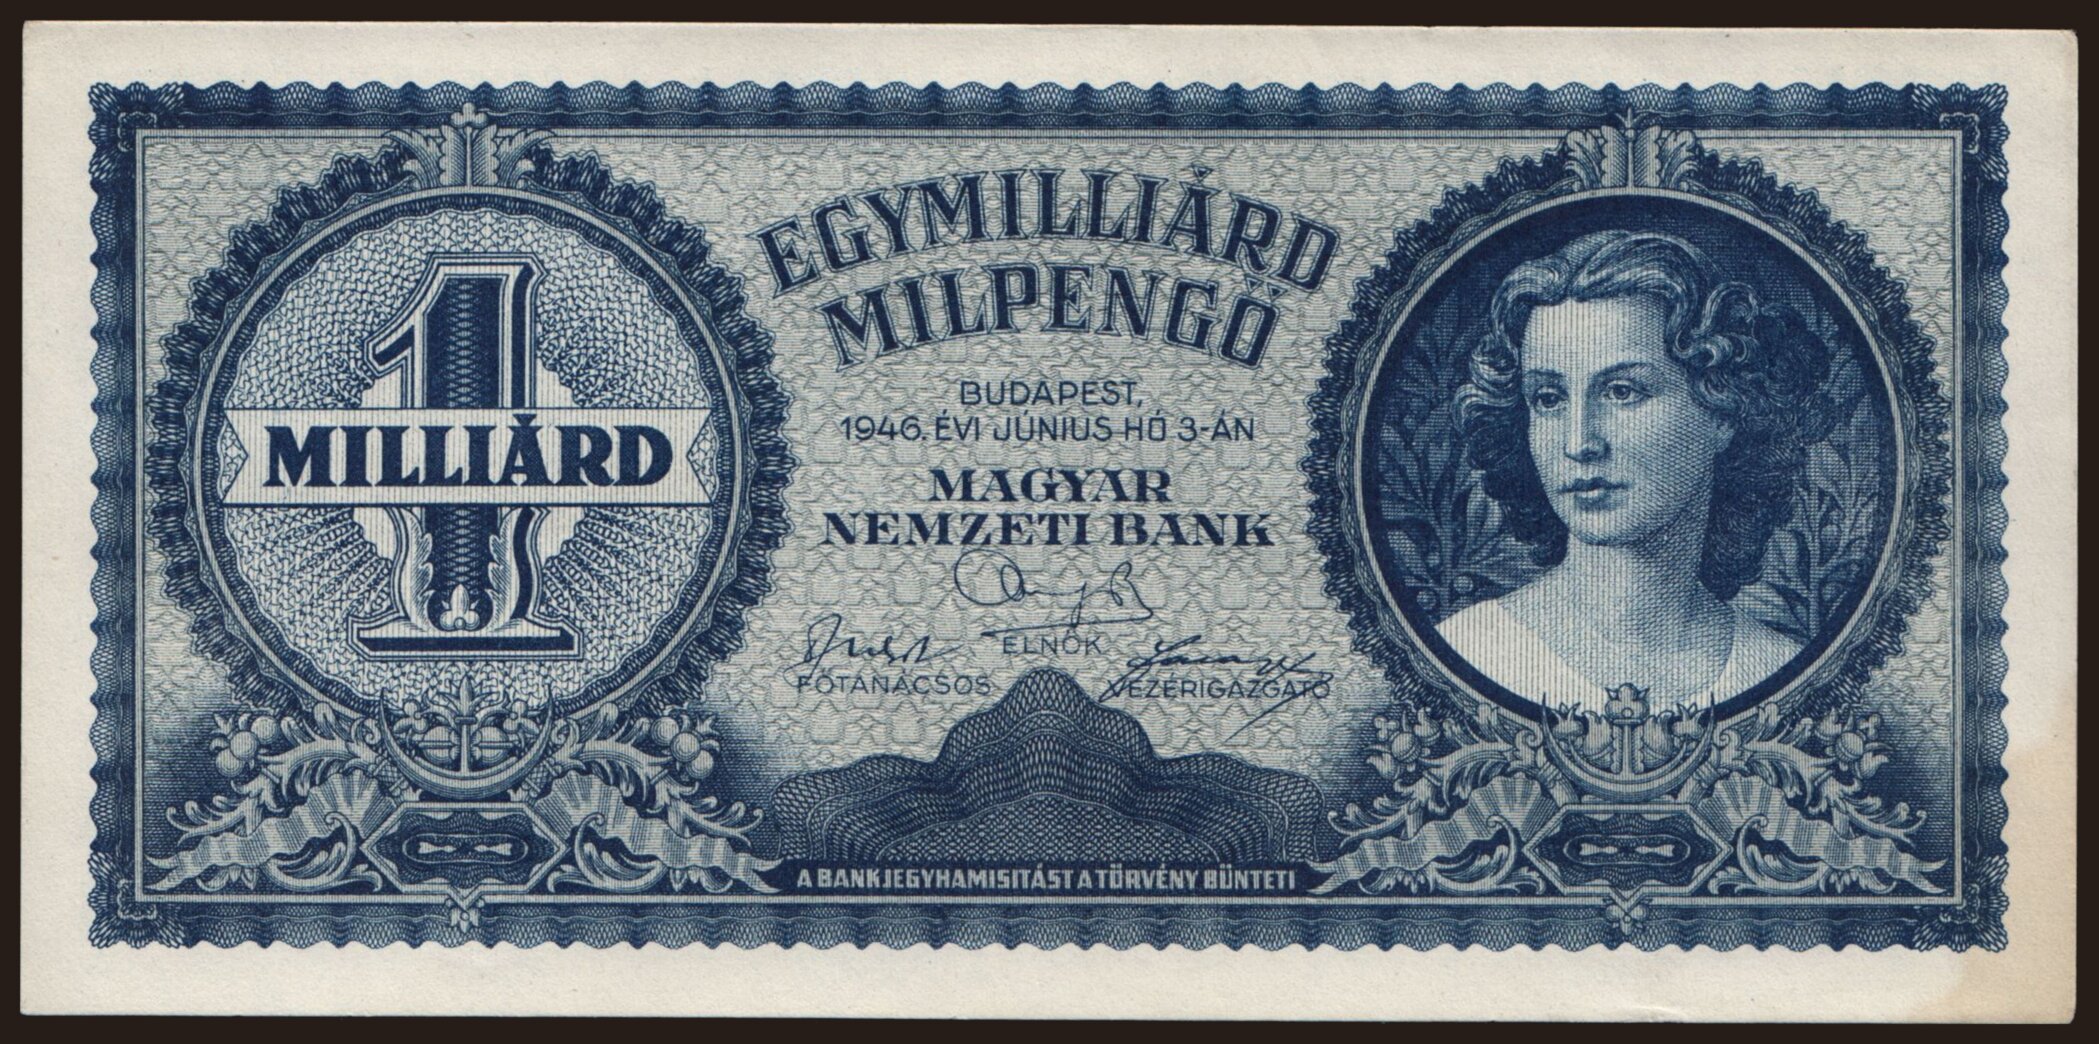 EGYMILLIÁRD
MILPENGŐ
1
MILLIÁRD
BUDAPEST,
1946. ÉVI JÚNIUS HÓ 3-ÁN
MAGYAR
NEMZETI BANK
ELNÖK
FŐTANÁCSOS
VEZÉRIGAZGATÓ
A BANKJEGYHAMISITÁST A TÖRVÉNY BÜNTETI